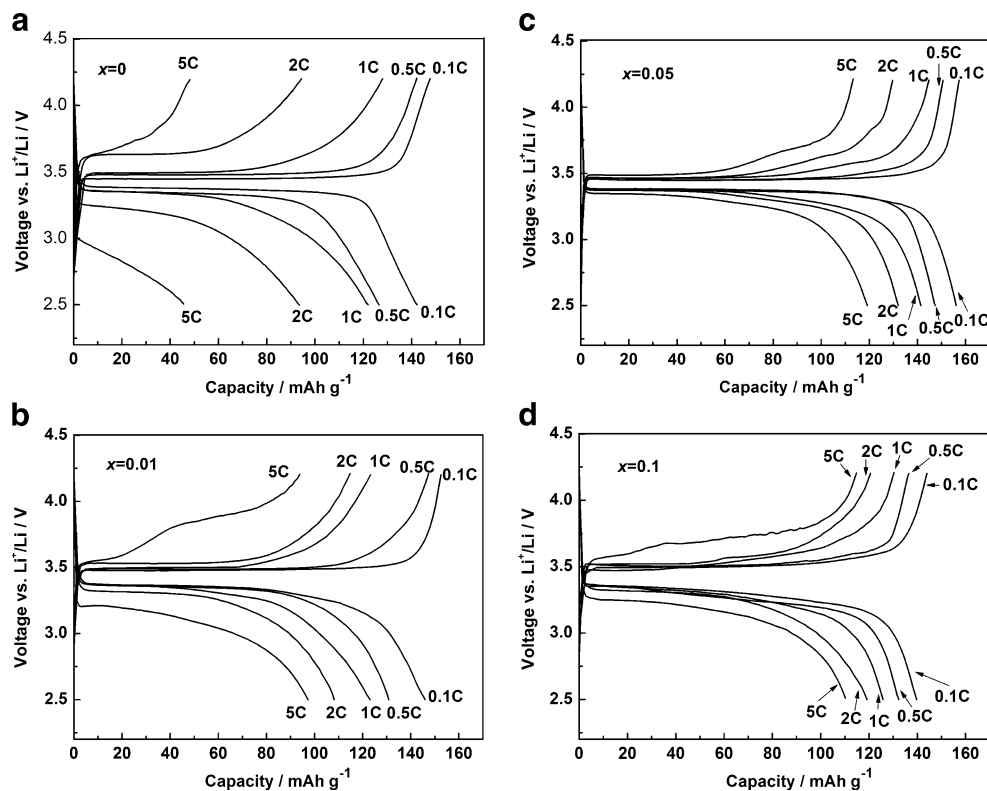 a
x=0
5C
2C
1C
0.5C
0.1C
4.5
4.0
3.5
3.0
2.5
Voltage vs. Li⁺/Li / V
5C
2C
1C
0.5C
0.1C
0 20 40 60 80 100 120 140 160
Capacity / mAh g⁻¹
c
x=0.05
5C
2C
1C
0.5C
0.1C
4.5
4.0
3.5
3.0
2.5
Voltage vs. Li⁺/Li / V
5C
2C
1C
0.5C
0.1C
0 20 40 60 80 100 120 140 160
Capacity / mAh g⁻¹
b
x=0.01
5C
2C
1C
0.5C
0.1C
4.5
4.0
3.5
3.0
2.5
Voltage vs. Li⁺/Li / V
5C
2C
1C
0.5C
0.1C
0 20 40 60 80 100 120 140 160
Capacity / mAh g⁻¹
d
x=0.1
5C
2C
1C
0.5C
0.1C
4.5
4.0
3.5
3.0
2.5
Voltage vs. Li⁺/Li / V
5C
2C
1C
0.5C
0.1C
0 20 40 60 80 100 120 140 160
Capacity / mAh g⁻¹